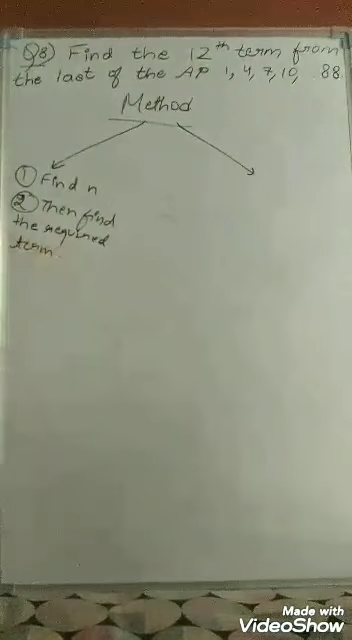 Q8) Find the 12th term from
the last of the AP 1, 4, 7, 10, .. 88.
Method
① Find n
② Then find
the required
term.
Made with
VideoShow